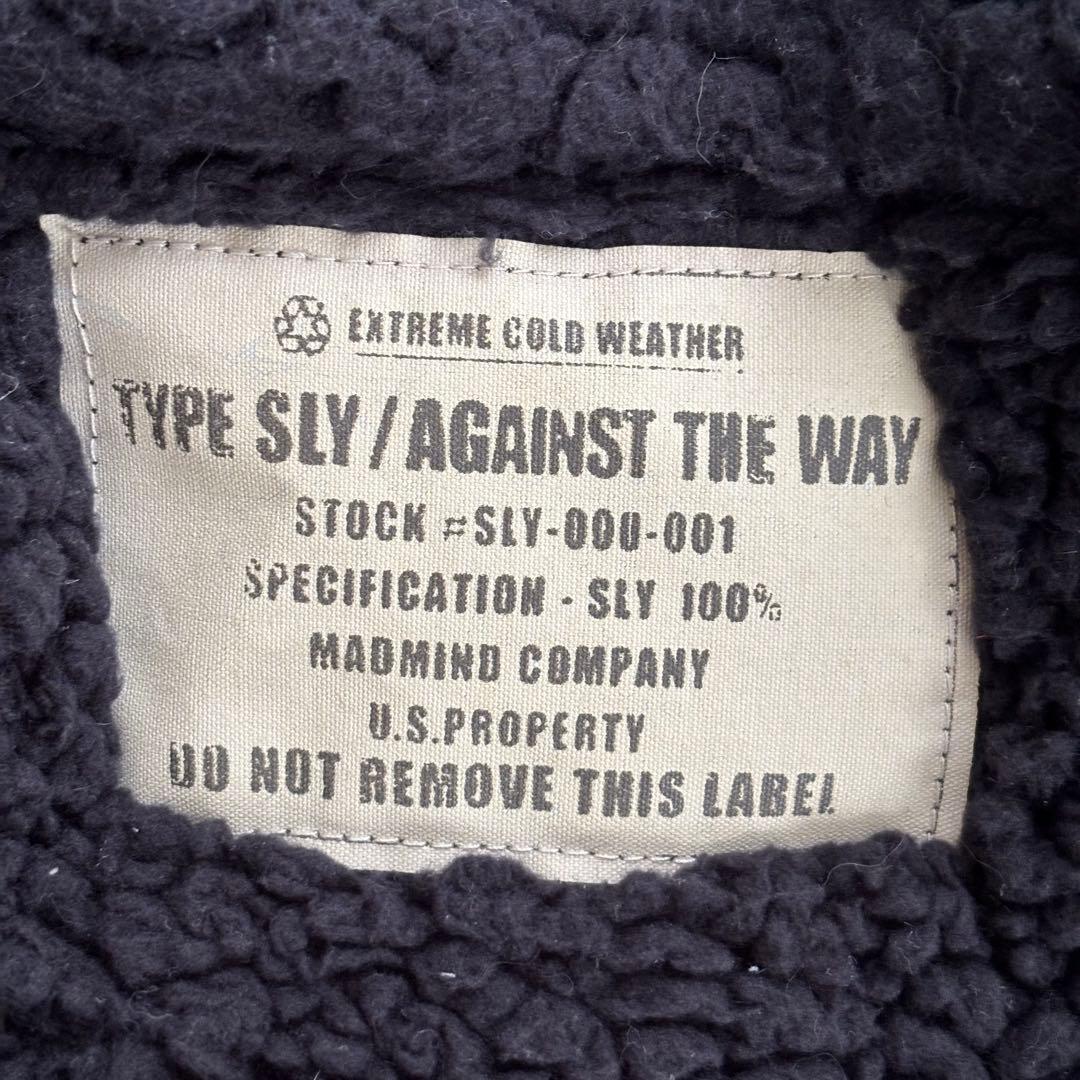 EXTREME COLD WEATHER
TYPE SLY/AGAINST THE WAY
STOCK #SLY-000-001
SPECIFICATION - SLY 100%
MADMIND COMPANY
U.S.PROPERTY
DO NOT REMOVE THIS LABEL